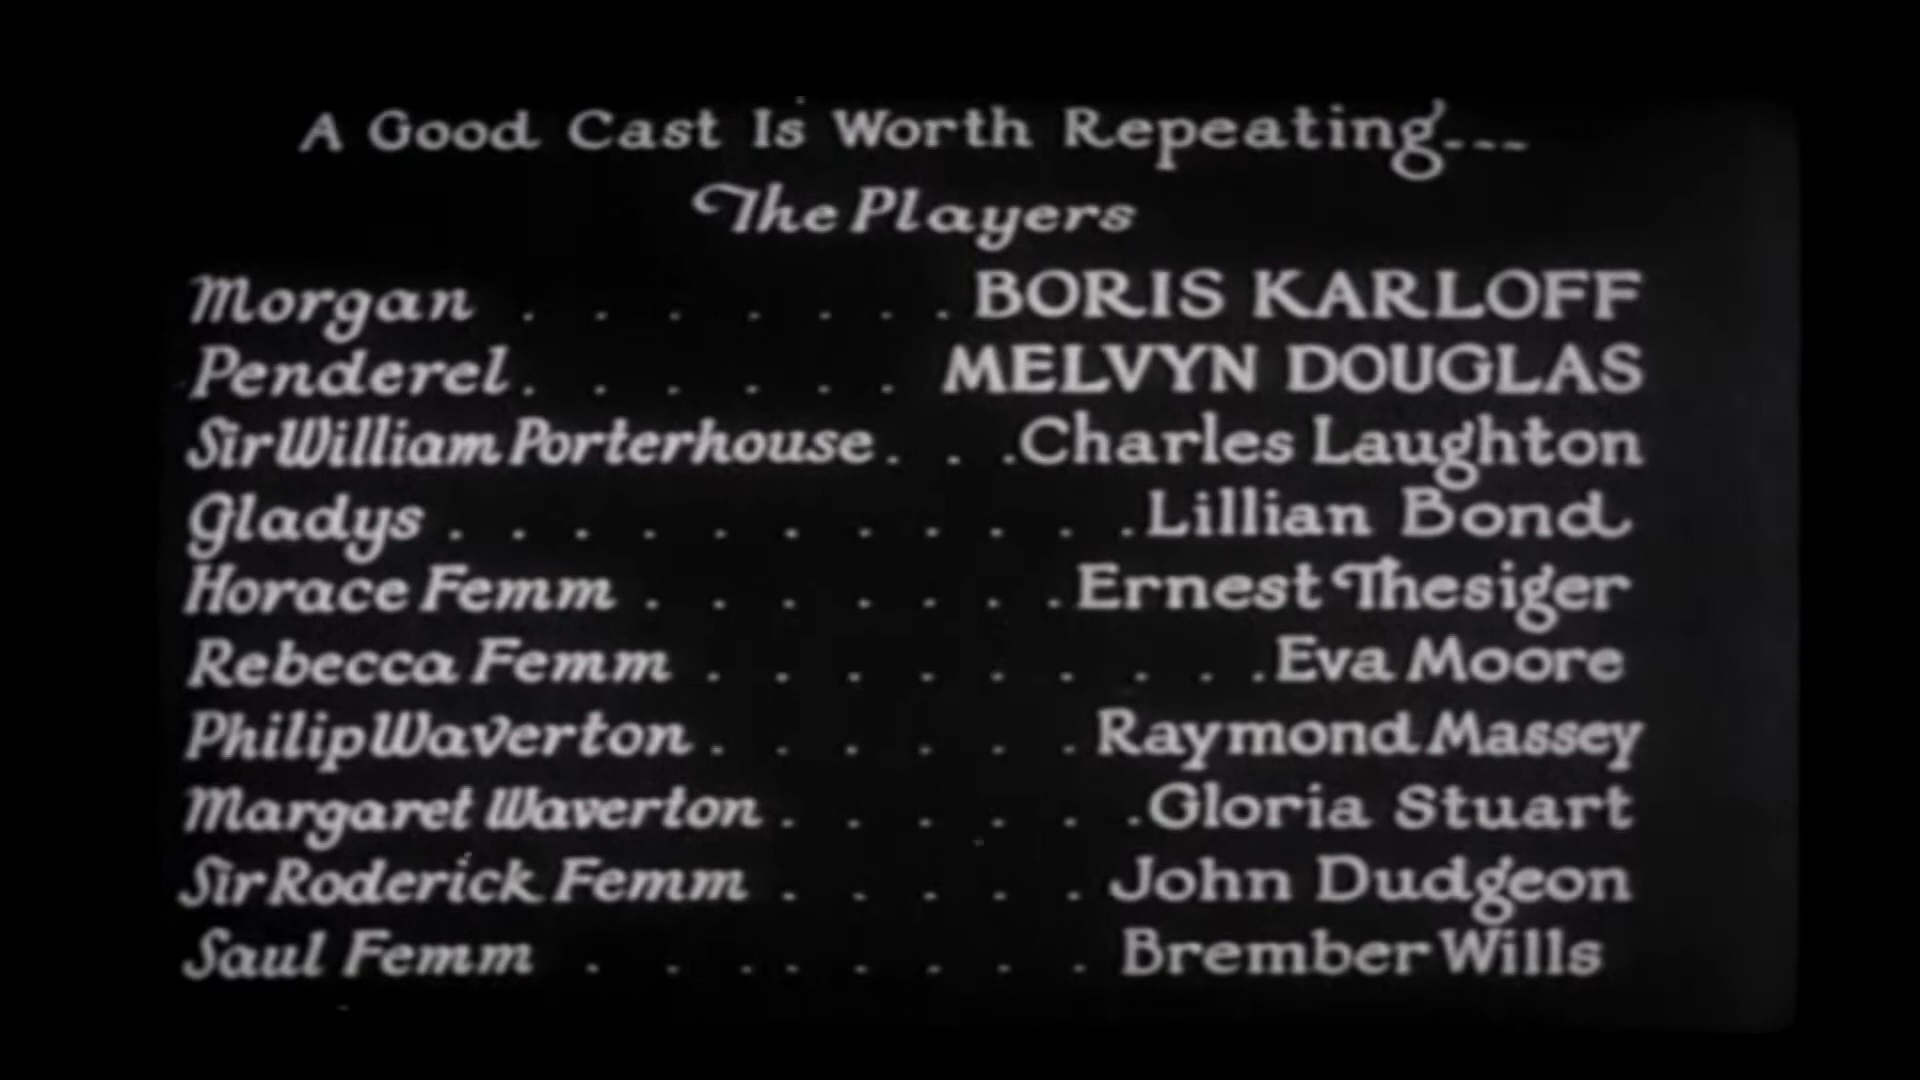 A Good Cast Is Worth Repeating---
The Players
Morgan . . . . . . . BORIS KARLOFF
Penderel . . . . . . MELVYN DOUGLAS
Sir William Porterhouse . . . Charles Laughton
Gladys . . . . . . . . . . . Lillian Bond
Horace Femm . . . . . . . Ernest Thesiger
Rebecca Femm . . . . . . . . . Eva Moore
Philip Waverton . . . . . . Raymond Massey
Margaret Waverton . . . . . . Gloria Stuart
Sir Roderick Femm . . . . . John Dudgeon
Saul Femm . . . . . . . . Brember Wills